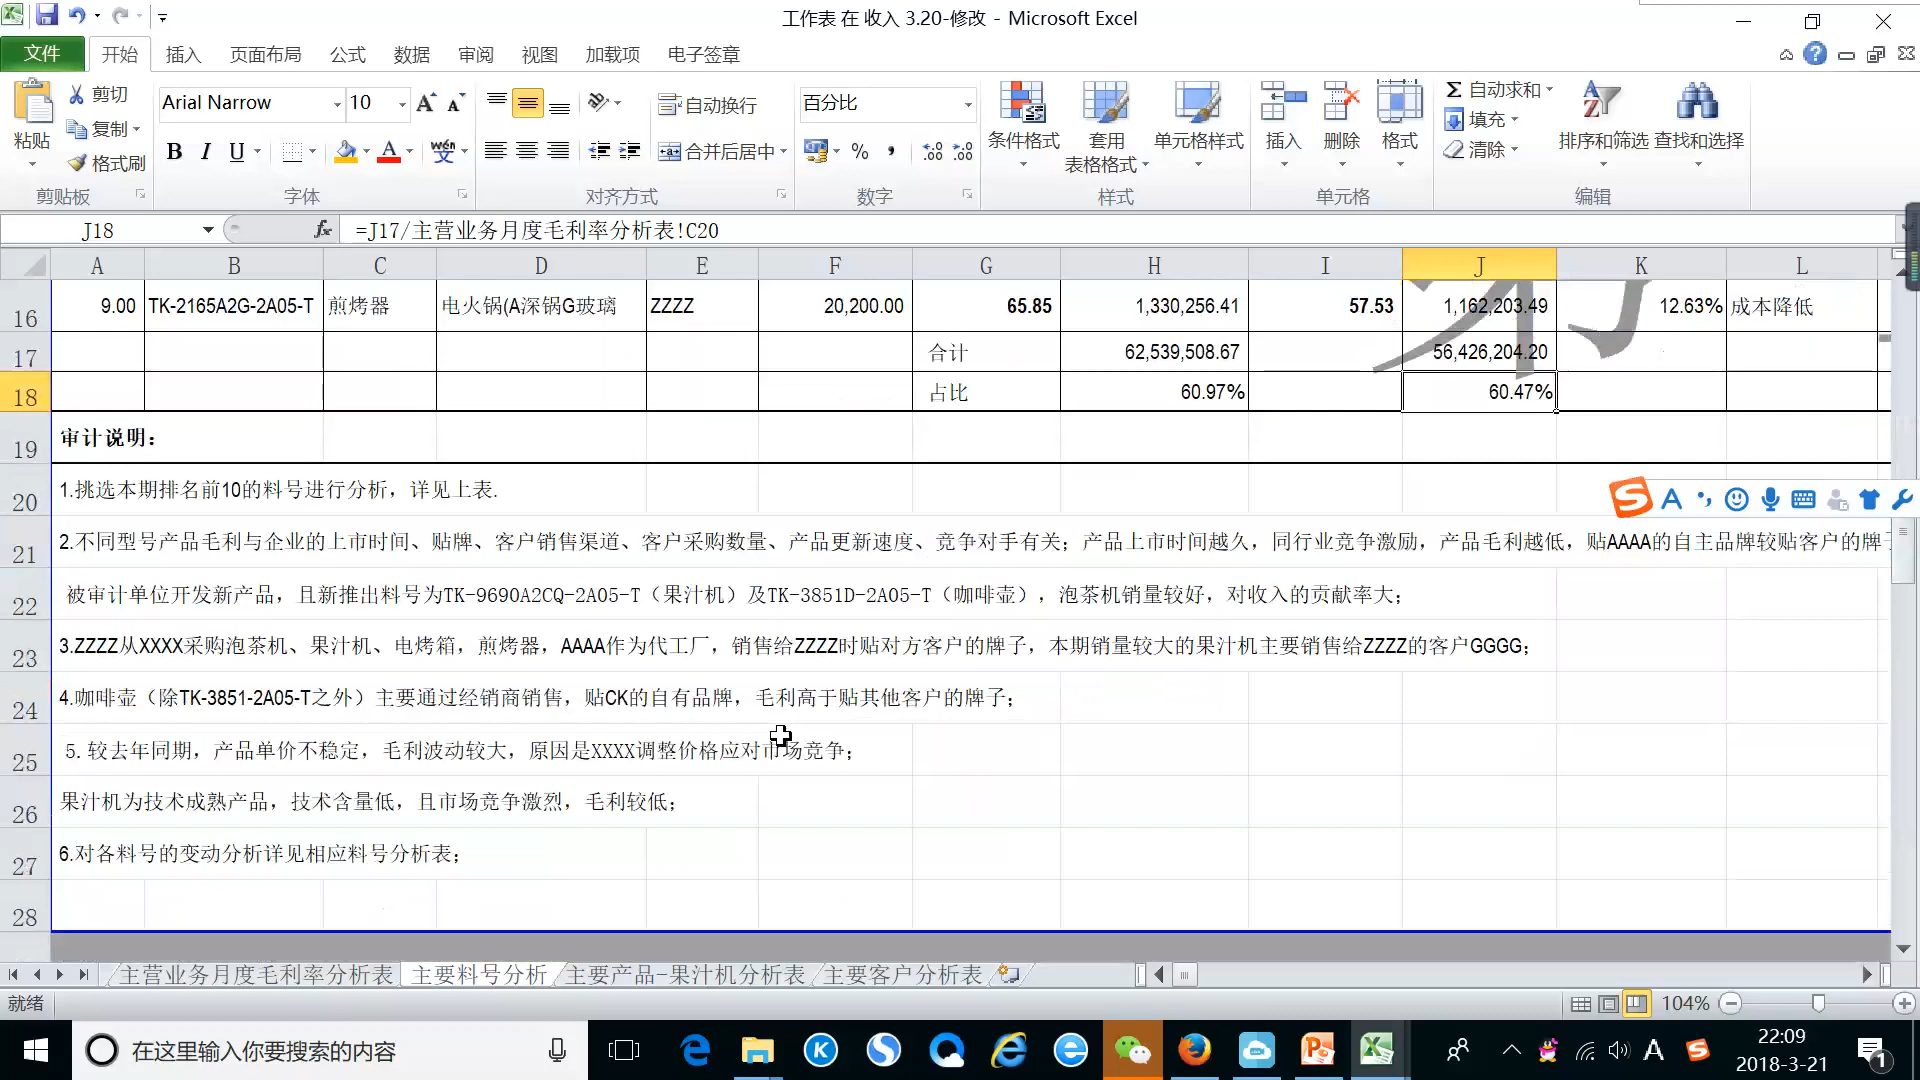 工作表 在 收入 3.20-修改 - Microsoft Excel
文件 开始 插入 页面布局 公式 数据 审阅 视图 加载项 电子签章
粘贴 剪切 复制 格式刷 剪贴板
Arial Narrow 10 B I U A 字体
自动换行 合并后居中 对齐方式
百分比 % 数字
条件格式 套用表格格式 单元格样式 样式
插入 删除 格式 单元格
Σ 自动求和 填充 清除 排序和筛选 查找和选择 编辑
J18 fx =J17/主营业务月度毛利率分析表!C20
A B C D E F G H I J K L
16 9.00 TK-2165A2G-2A05-T 煎烤器 电火锅(A深锅G玻璃 ZZZZ 20,200.00 65.85 1,330,256.41 57.53 1,162,203.49 12.63% 成本降低
17 合计 62,539,508.67 56,426,204.20
18 占比 60.97% 60.47%
19 审计说明：
20 1.挑选本期排名前10的料号进行分析，详见上表.
21 2.不同型号产品毛利与企业的上市时间、贴牌、客户销售渠道、客户采购数量、产品更新速度、竞争对手有关；产品上市时间越久，同行业竞争激励，产品毛利越低，贴AAAA的自主品牌较贴客户的牌
22 被审计单位开发新产品，且新推出料号为TK-9690A2CQ-2A05-T（果汁机）及TK-3851D-2A05-T（咖啡壶），泡茶机销量较好，对收入的贡献率大；
23 3.ZZZZ从XXXX采购泡茶机、果汁机、电烤箱，煎烤器，AAAA作为代工厂，销售给ZZZZ时贴对方客户的牌子，本期销量较大的果汁机主要销售给ZZZZ的客户GGGG；
24 4.咖啡壶（除TK-3851-2A05-T之外）主要通过经销商销售，贴CK的自有品牌，毛利高于贴其他客户的牌子；
25 5. 较去年同期，产品单价不稳定，毛利波动较大，原因是XXXX调整价格应对市场竞争；
26 果汁机为技术成熟产品，技术含量低，且市场竞争激烈，毛利较低；
27 6.对各料号的变动分析详见相应料号分析表；
28
主营业务月度毛利率分析表 主要料号分析 主要产品-果汁机分析表 主要客户分析表
就绪 104%
在这里输入你要搜索的内容
22:09
2018-3-21